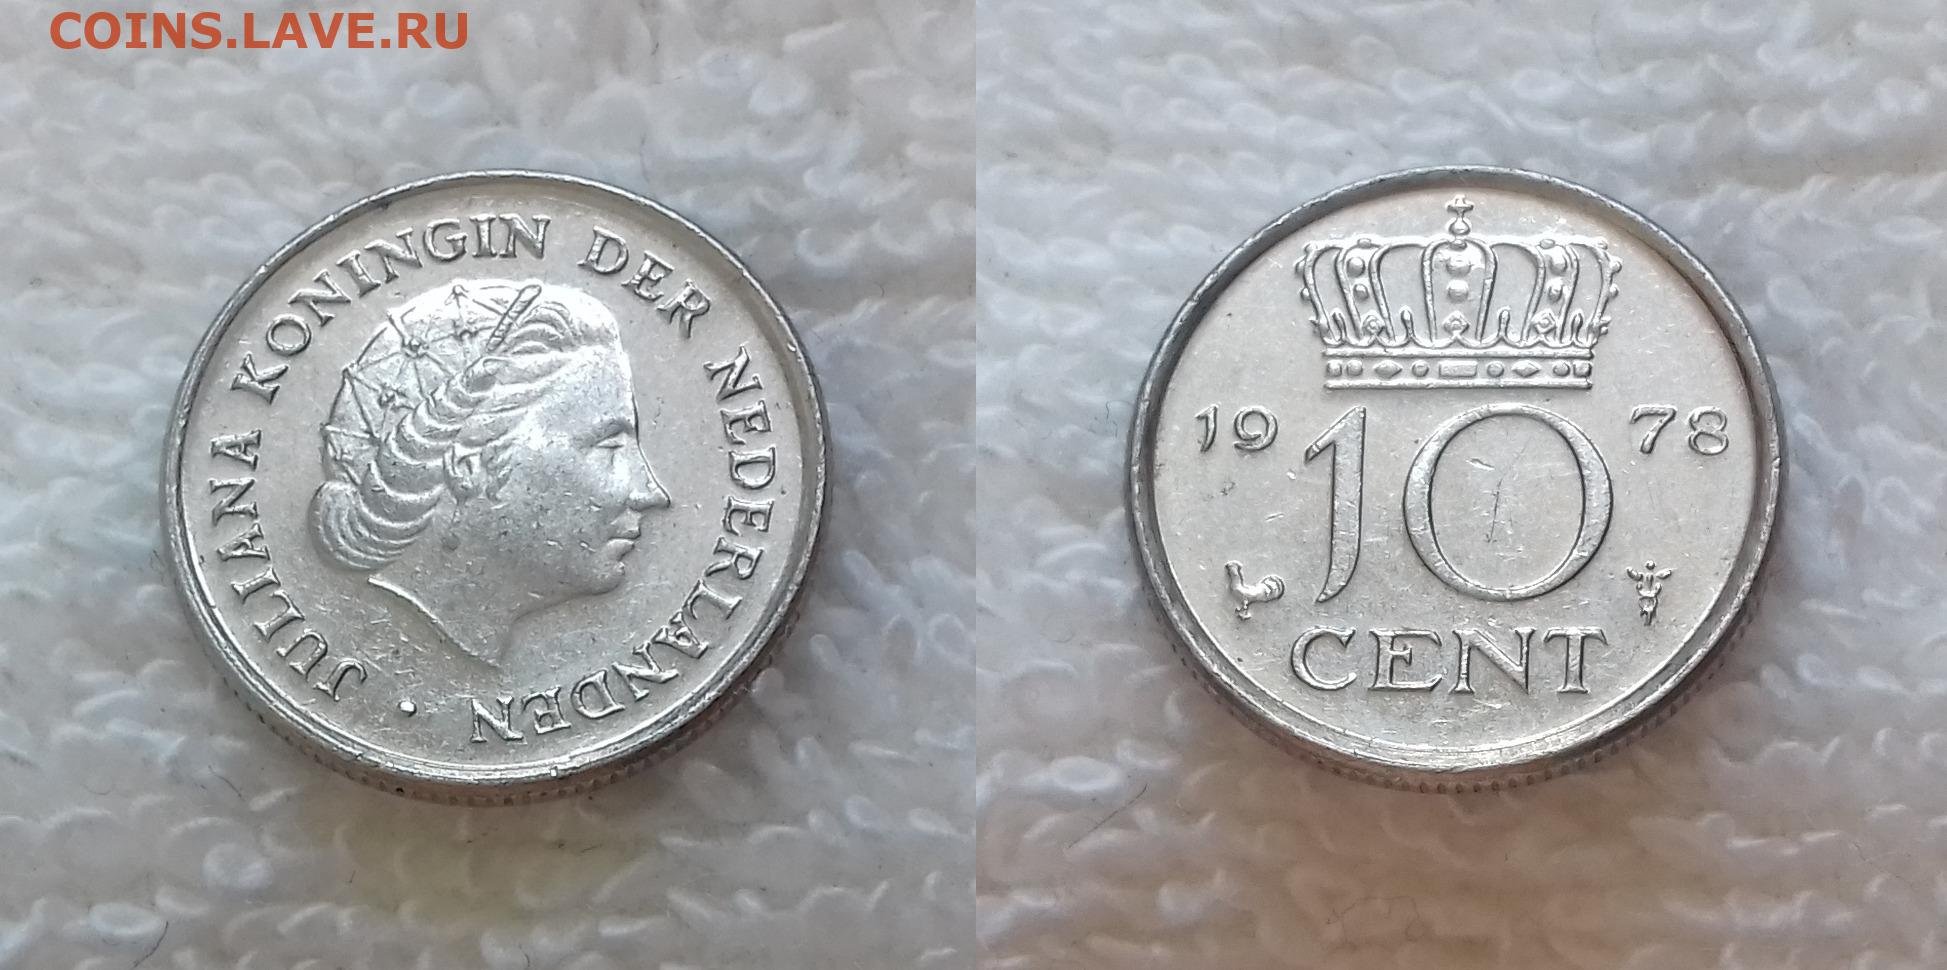 COINS.LAVE.RU
JULIANA KONINGIN DER NEDERLANDEN ·
19 78
10
CENT